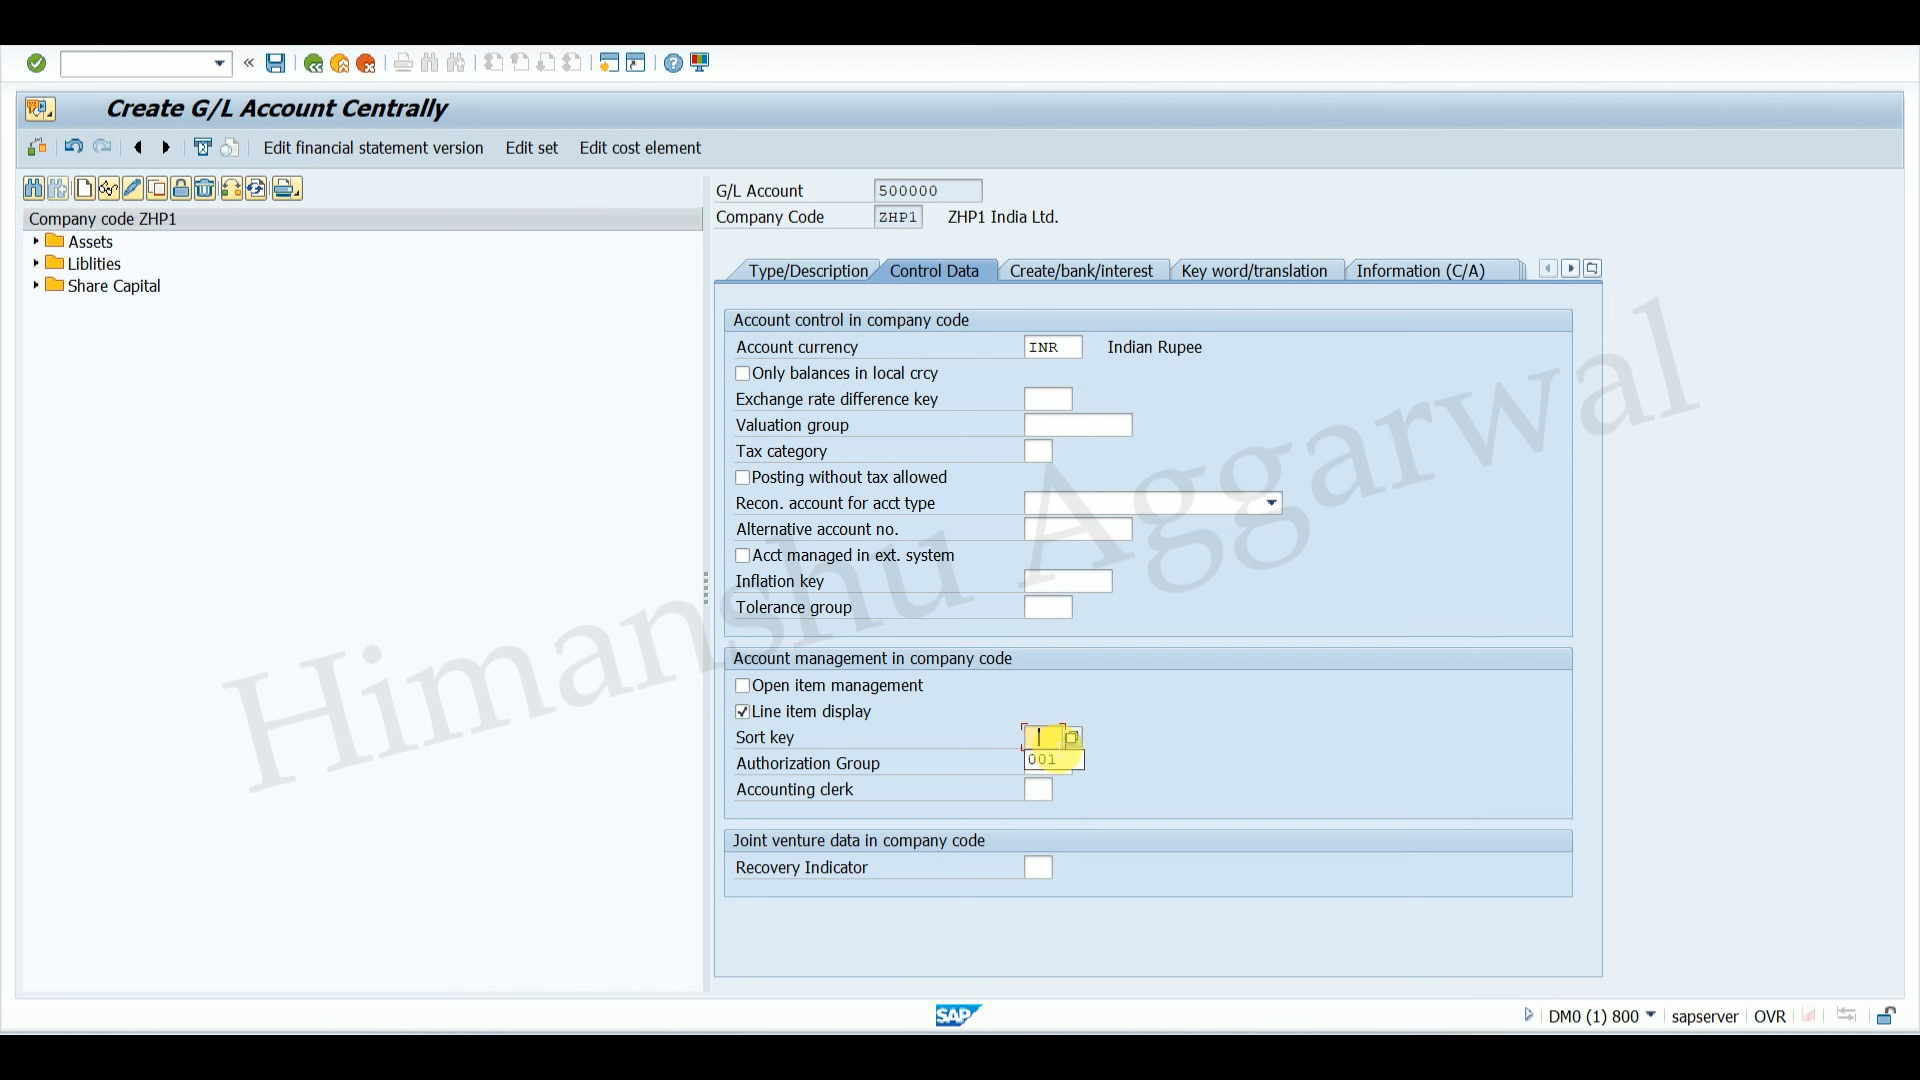 «
Create G/L Account Centrally
Edit financial statement version Edit set Edit cost element
Company code ZHP1
Assets
Liblities
Share Capital
G/L Account 500000
Company Code ZHP1 ZHP1 India Ltd.
Type/Description Control Data Create/bank/interest Key word/translation Information (C/A)
Account control in company code
Account currency INR Indian Rupee
Only balances in local crcy
Exchange rate difference key
Valuation group
Tax category
Posting without tax allowed
Recon. account for acct type
Alternative account no.
Acct managed in ext. system
Inflation key
Tolerance group
Account management in company code
Open item management
Line item display
Sort key
001
Authorization Group
Accounting clerk
Joint venture data in company code
Recovery Indicator
Himanshu Aggarwal
SAP
DM0 (1) 800 sapserver OVR